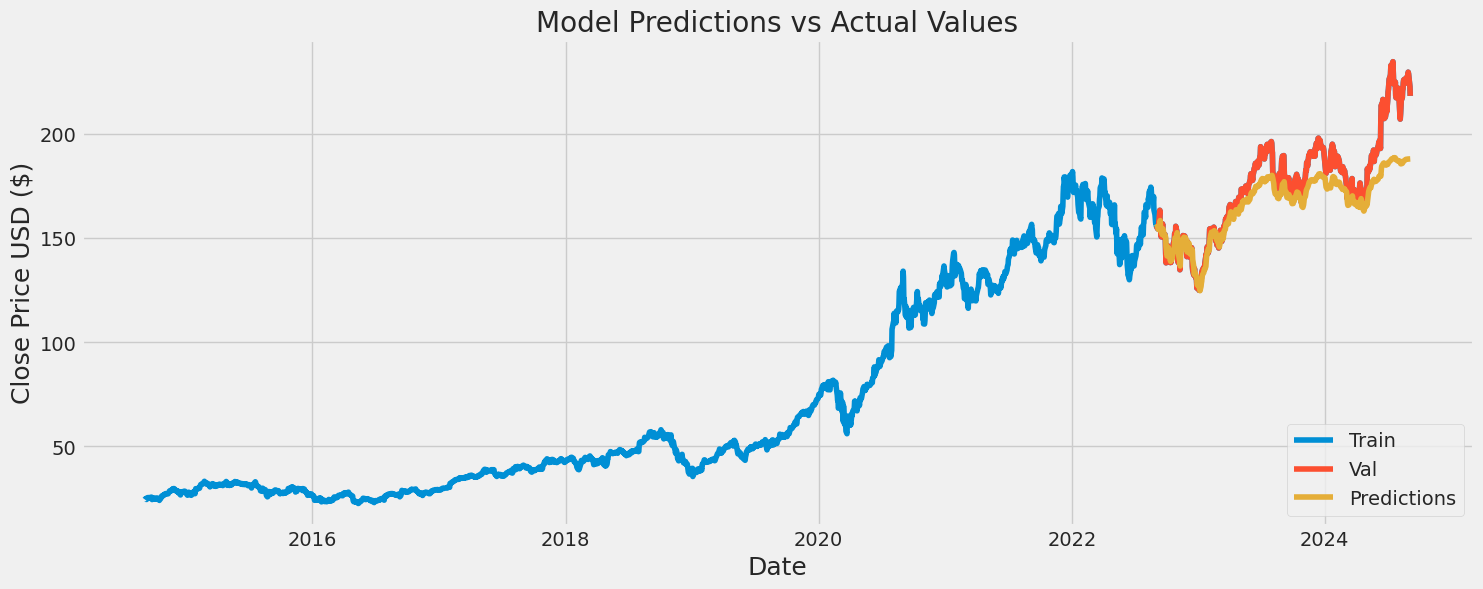 Model Predictions vs Actual Values
Close Price USD ($)
200
150
100
50
2016 2018 2020 2022 2024
Date
Train
Val
Predictions